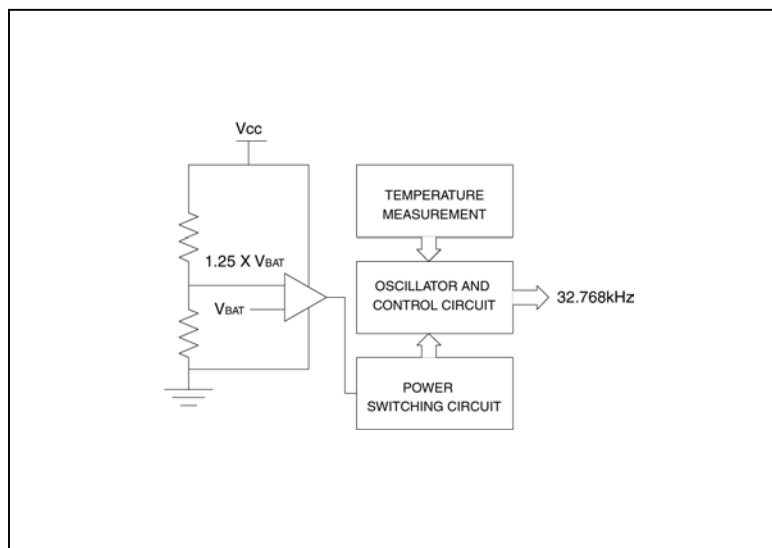 Vcc
TEMPERATURE
MEASUREMENT
1.25 X VBAT
OSCILLATOR AND
CONTROL CIRCUIT
32.768kHz
VBAT
POWER
SWITCHING CIRCUIT